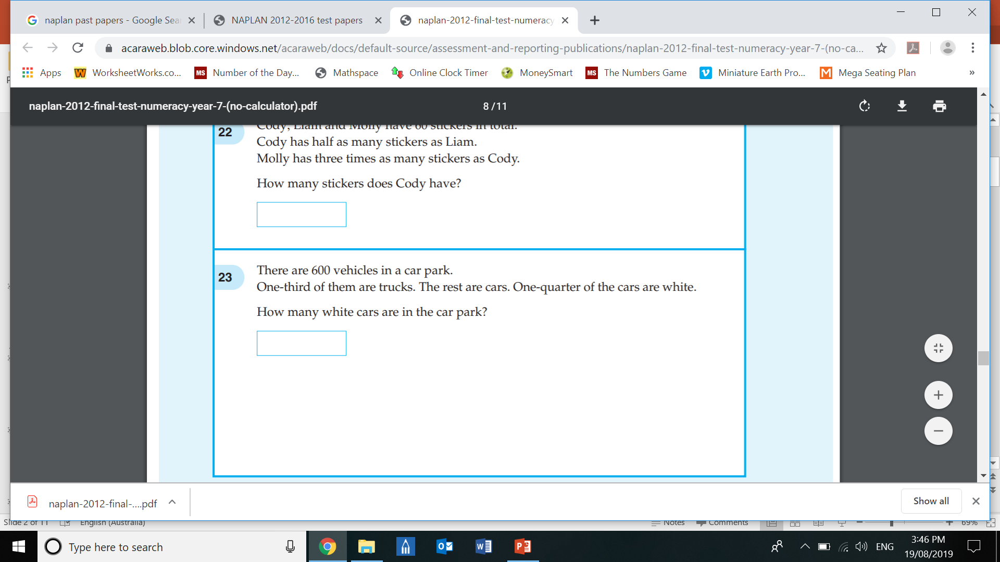 naplan past papers - Google Sea
NAPLAN 2012-2016 test papers
naplan-2012-final-test-numeracy
acaraweb.blob.core.windows.net/acaraweb/docs/default-source/assessment-and-reporting-publications/naplan-2012-final-test-numeracy-year-7-(no-ca...
Apps
WorksheetWorks.co...
MS Number of the Day...
Mathspace
Online Clock Timer
MoneySmart
MS The Numbers Game
Miniature Earth Pro...
M Mega Seating Plan
»
naplan-2012-final-test-numeracy-year-7-(no-calculator).pdf
8 / 11
22
Cody, Liam and Molly have 60 stickers in total.
Cody has half as many stickers as Liam.
Molly has three times as many stickers as Cody.
How many stickers does Cody have?
23
There are 600 vehicles in a car park.
One-third of them are trucks. The rest are cars. One-quarter of the cars are white.
How many white cars are in the car park?
naplan-2012-final-....pdf
Show all
Slide 2 of 11
English (Australia)
Notes
Comments
69%
Type here to search
ENG
3:46 PM
19/08/2019